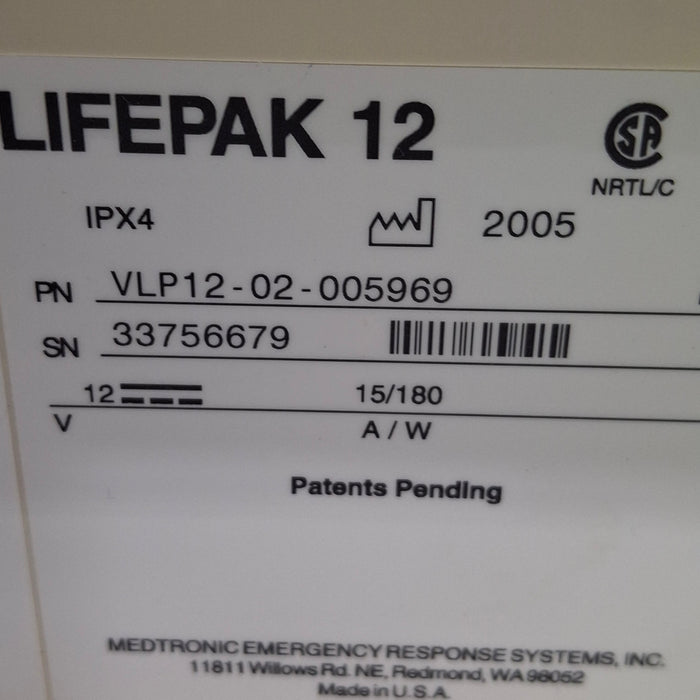 LIFEPAK 12
SA
NRTL/C
IPX4 2005
PN VLP12-02-005969
SN 33756679
12 15/180
V A/W
Patents Pending
MEDTRONIC EMERGENCY RESPONSE SYSTEMS, INC.
11811 Willows Rd. NE, Redmond, WA 98052
Made in U.S.A.